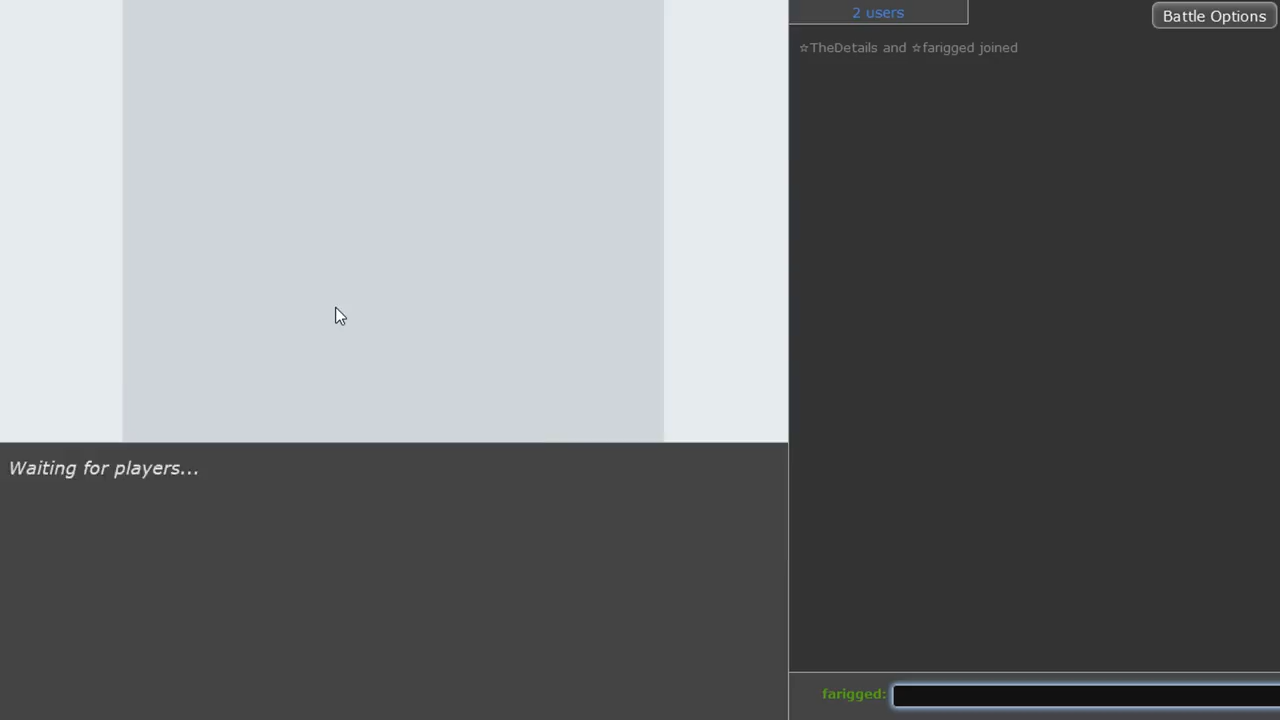 2 users
Battle Options
☆TheDetails and ☆farigged joined
Waiting for players...
farigged: